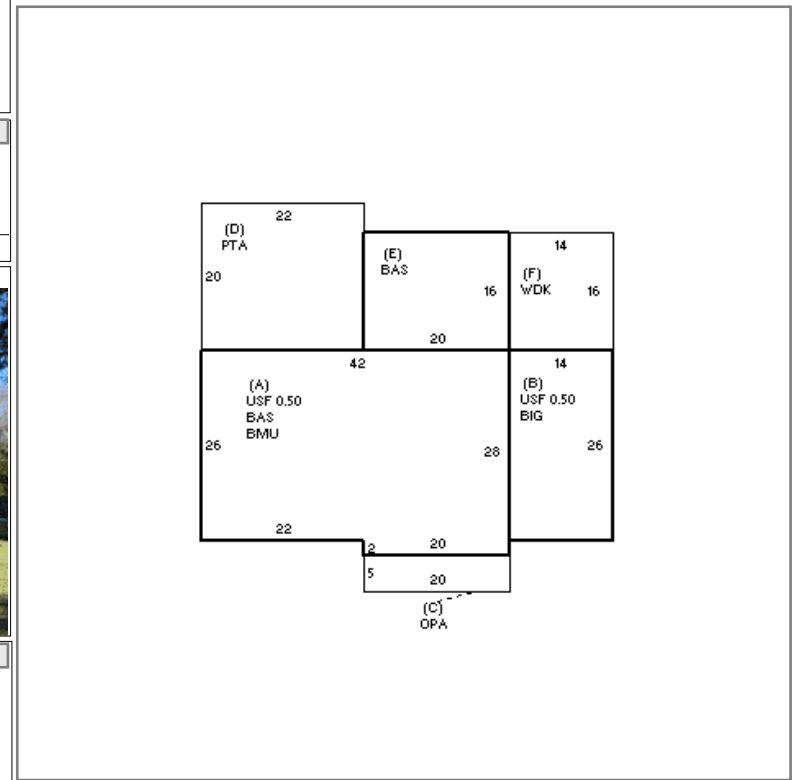 22
(D)
PTA
20
(E)
BAS
16
20
14
(F)
WDK 16
42
(A)
USF 0.50
BAS
BMU
26
28
22
2
20
14
(B)
USF 0.50
BIG
26
5
20
(C)
OPA